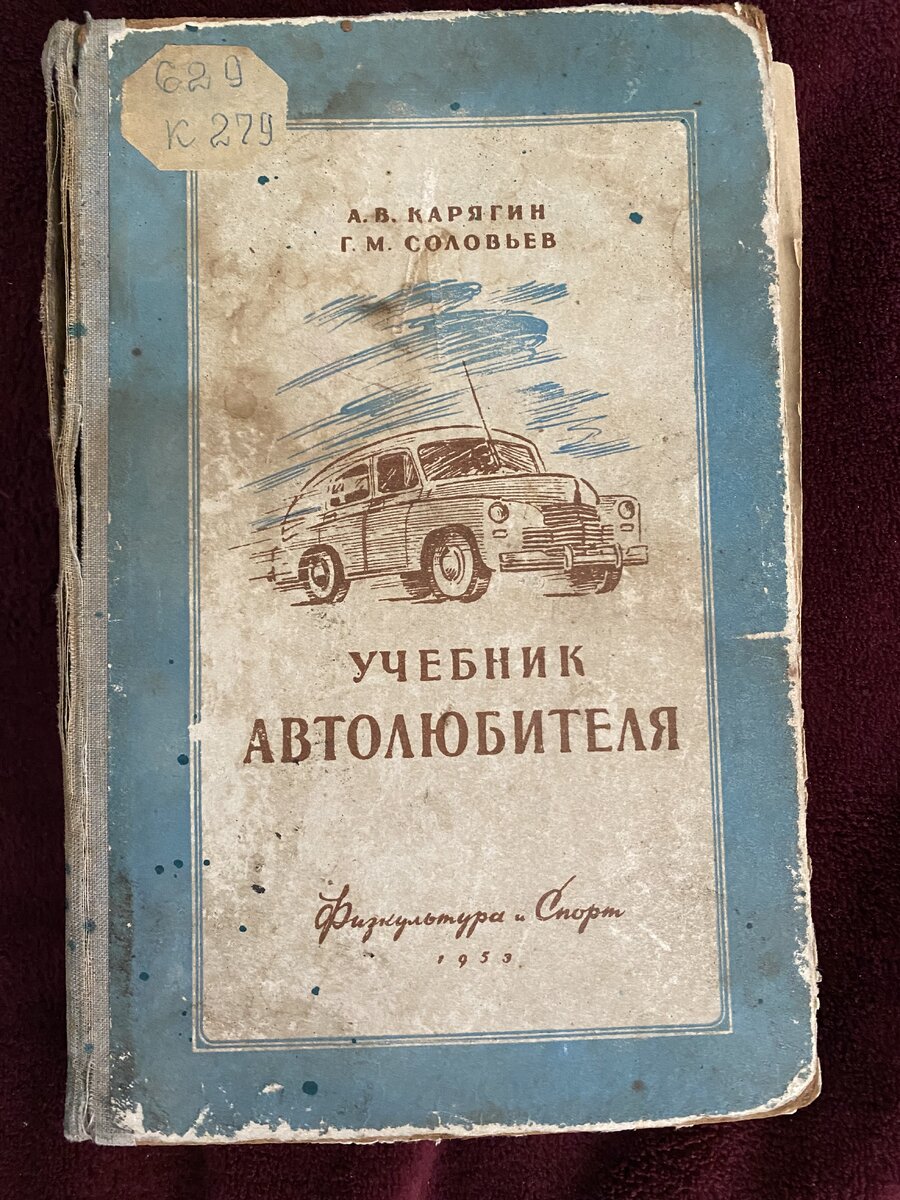 629
К 279
А. В. КАРЯГИН
Г. М. СОЛОВЬЕВ
УЧЕБНИК
АВТОЛЮБИТЕЛЯ
Физкультура и Спорт
1953